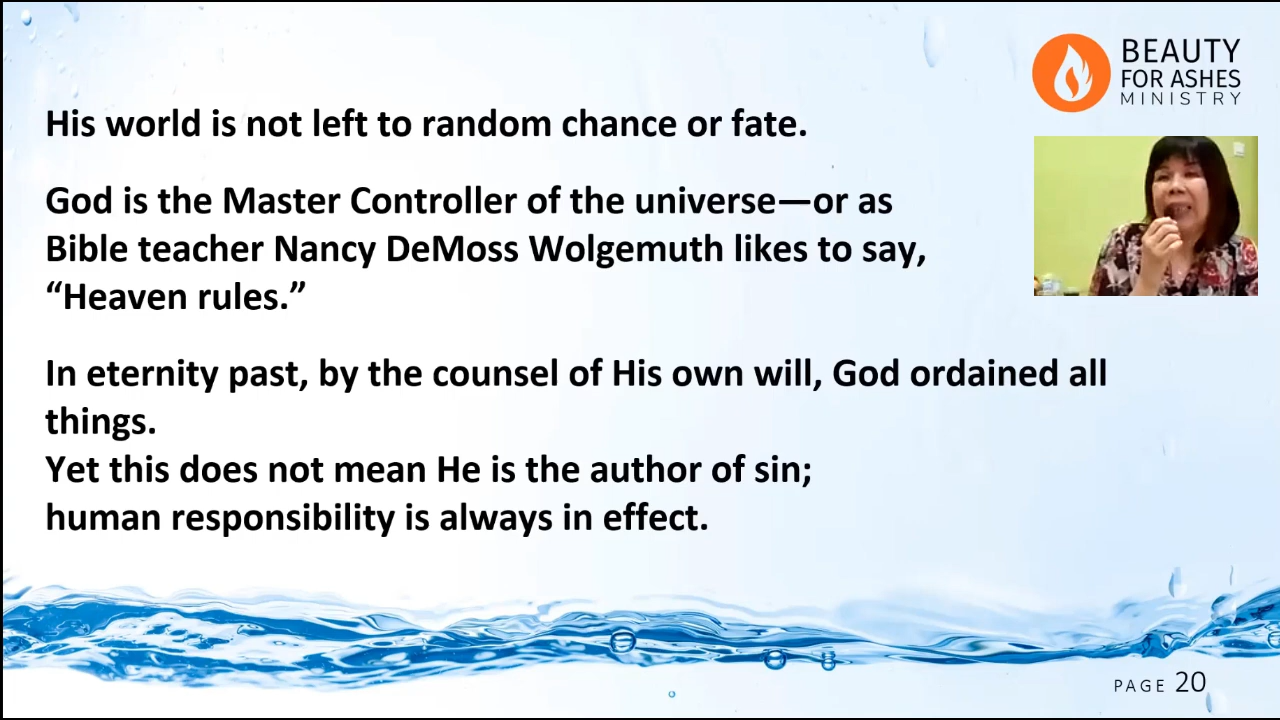 BEAUTY
FOR ASHES
MINISTRY
His world is not left to random chance or fate.
God is the Master Controller of the universe—or as
Bible teacher Nancy DeMoss Wolgemuth likes to say,
“Heaven rules.”
In eternity past, by the counsel of His own will, God ordained all
things.
Yet this does not mean He is the author of sin;
human responsibility is always in effect.
PAGE 20